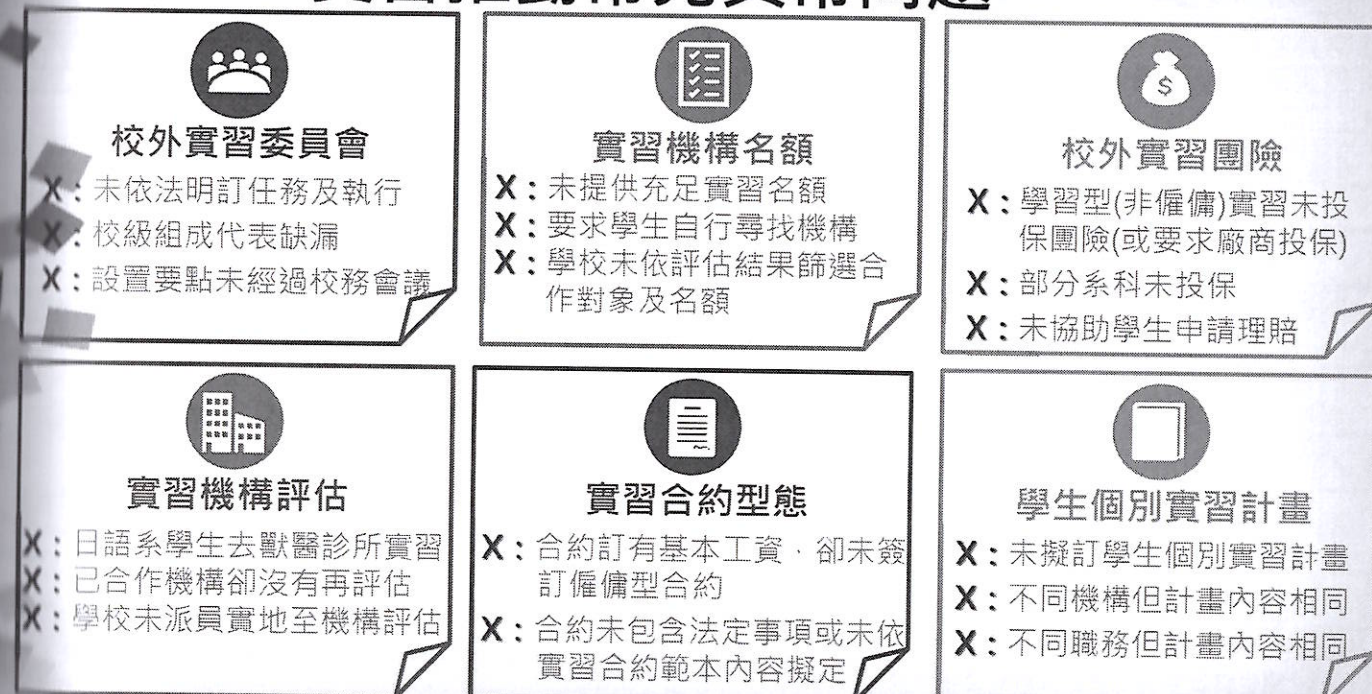 校外實習委員會
X：未依法明訂任務及執行
X：校級組成代表缺漏
X：設置要點未經過校務會議
實習機構名額
X：未提供充足實習名額
X：要求學生自行尋找機構
X：學校未依評估結果篩選合
作對象及名額
$
校外實習團險
X：學習型(非僱傭)實習未投
保團險(或要求廠商投保)
X：部分系科未投保
X：未協助學生申請理賠
實習機構評估
X：日語系學生去獸醫診所實習
X：已合作機構卻沒有再評估
X：學校未派員實地至機構評估
實習合約型態
X：合約訂有基本工資，卻未簽
訂僱傭型合約
X：合約未包含法定事項或未依
實習合約範本內容擬定
學生個別實習計畫
X：未擬訂學生個別實習計畫
X：不同機構但計畫內容相同
X：不同職務但計畫內容相同